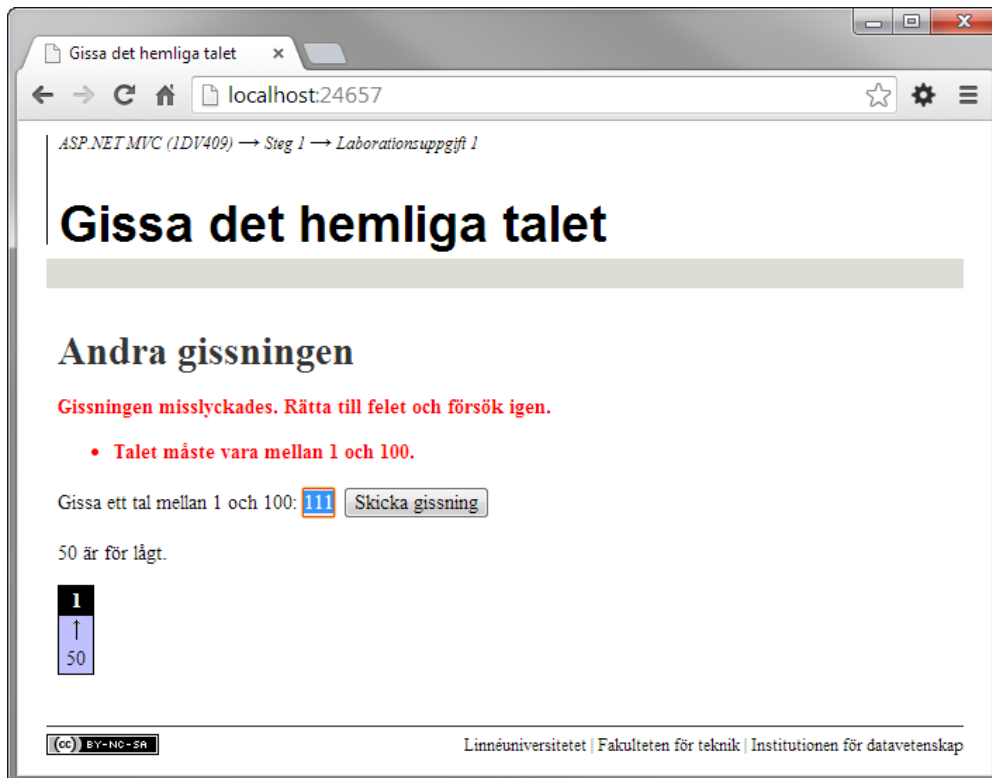 Gissa det hemliga talet
localhost:24657
ASP.NET MVC (1DV409) → Steg 1 → Laborationsuppgift 1
Gissa det hemliga talet
Andra gissningen
Gissningen misslyckades. Rätta till felet och försök igen.
• Talet måste vara mellan 1 och 100.
Gissa ett tal mellan 1 och 100: 111 Skicka gissning
50 är för lågt.
1
↑
50
(cc) BY-NC-SA Linnéuniversitetet | Fakulteten för teknik | Institutionen för datavetenskap